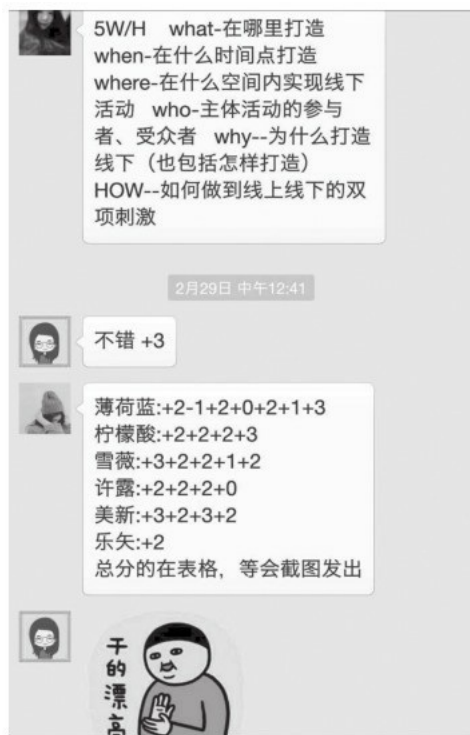 5W/H what-在哪里打造
when-在什么时间点打造
where-在什么空间内实现线下
活动 who-主体活动的参与
者、受众者 why--为什么打造
线下（也包括怎样打造）
HOW--如何做到线上线下的双
项刺激
2月29日 中午12:41
不错 +3
薄荷蓝:+2-1+2+0+2+1+3
柠檬酸:+2+2+2+3
雪薇:+3+2+2+1+2
许露:+2+2+2+0
美新:+3+2+3+2
乐矢:+2
总分的在表格，等会截图发出
干的漂亮